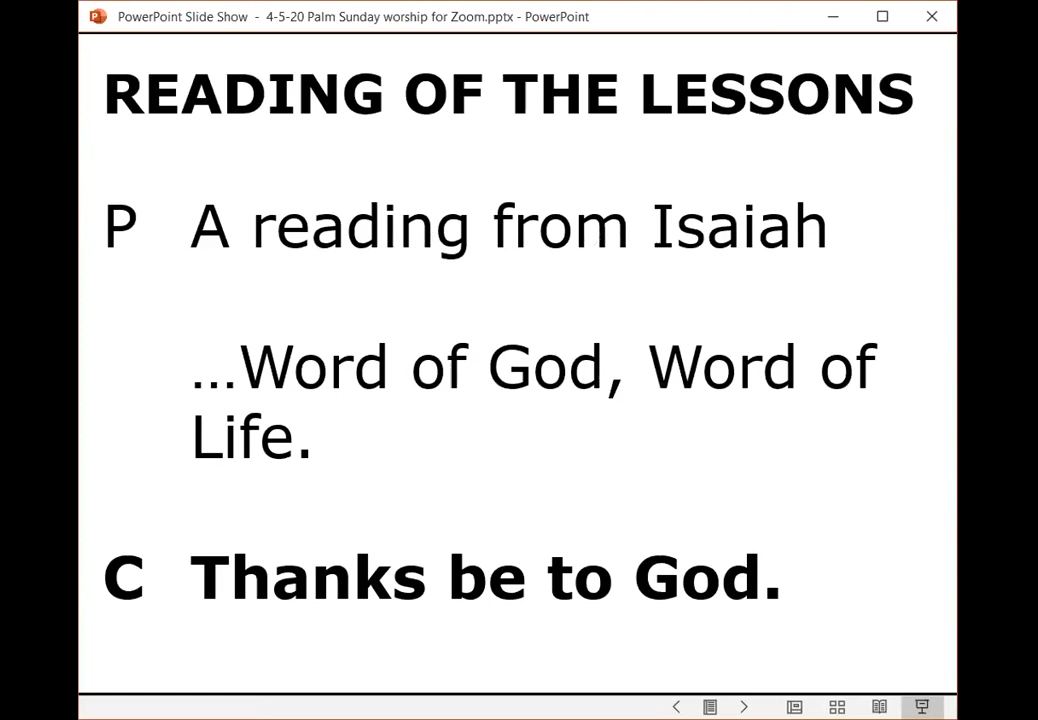 PowerPoint Slide Show - 4-5-20 Palm Sunday worship for Zoom.pptx - PowerPoint
READING OF THE LESSONS
P A reading from Isaiah
…Word of God, Word of
Life.
C Thanks be to God.